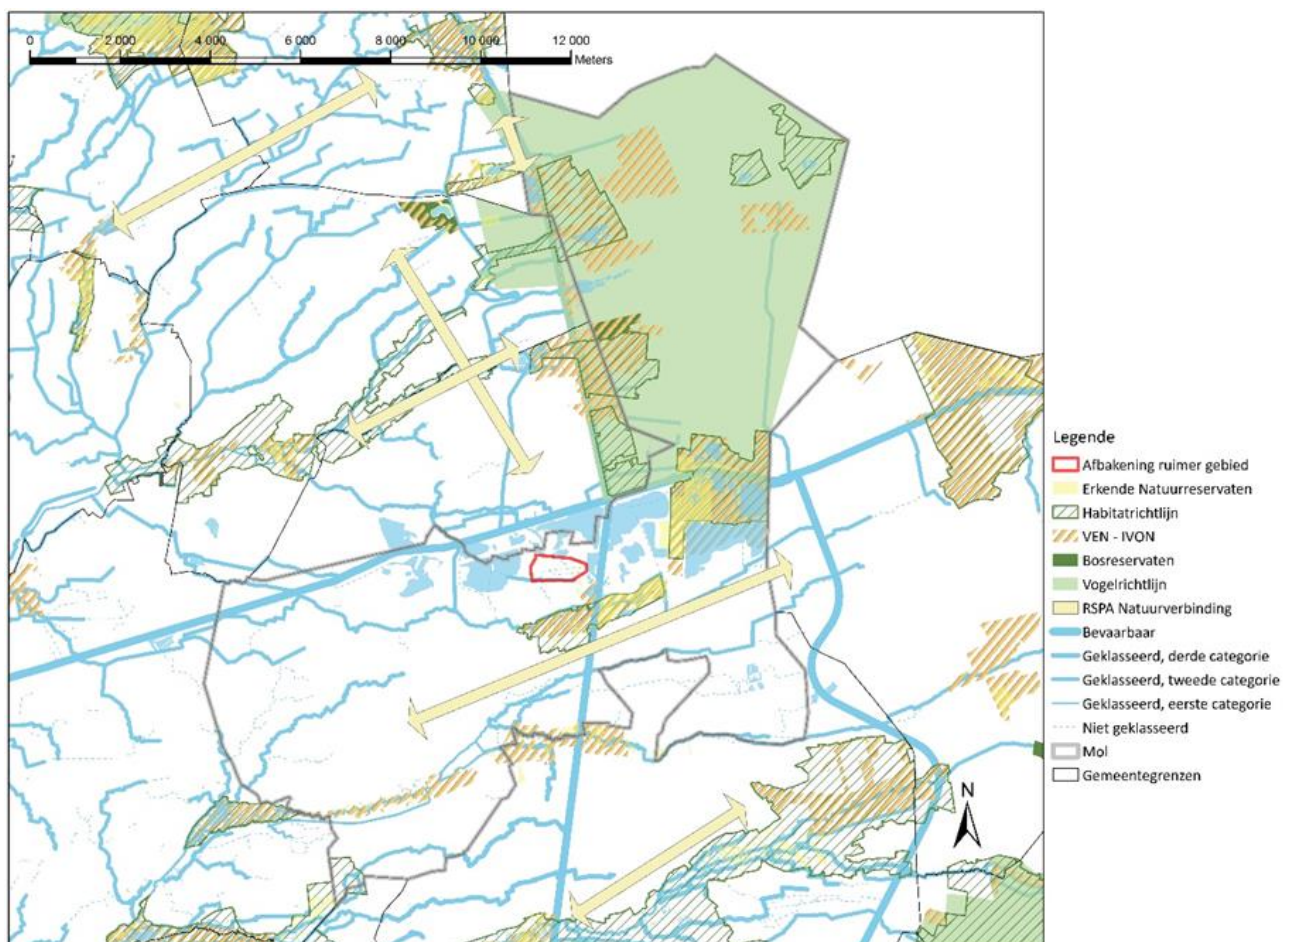 0 2 000 4 000 6 000 8 000 10 000 12 000
Meters
Legende
Afbakening ruimer gebied
Erkende Natuurreservaten
Habitatrichtlijn
VEN - IVON
Bosreservaten
Vogelrichtlijn
RSPA Natuurverbinding
Bevaarbaar
Geklasseerd, derde categorie
Geklasseerd, tweede categorie
Geklasseerd, eerste categorie
Niet geklasseerd
Mol
Gemeentegrenzen
N